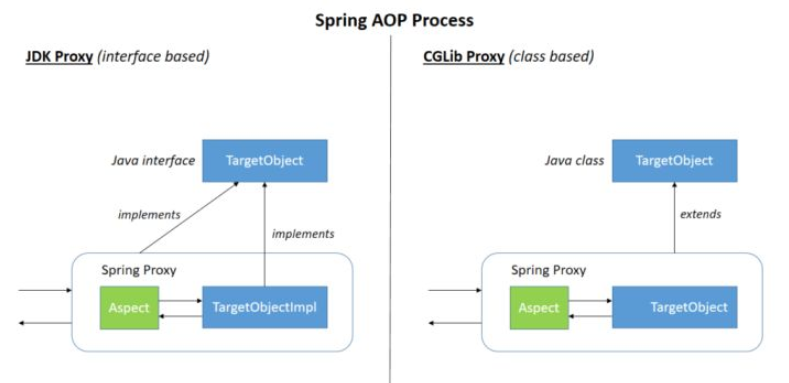 Spring AOP Process
JDK Proxy (interface based)
Java interface
TargetObject
implements
implements
Spring Proxy
Aspect
TargetObjectImpl
CGLib Proxy (class based)
Java class
TargetObject
extends
Spring Proxy
Aspect
TargetObject